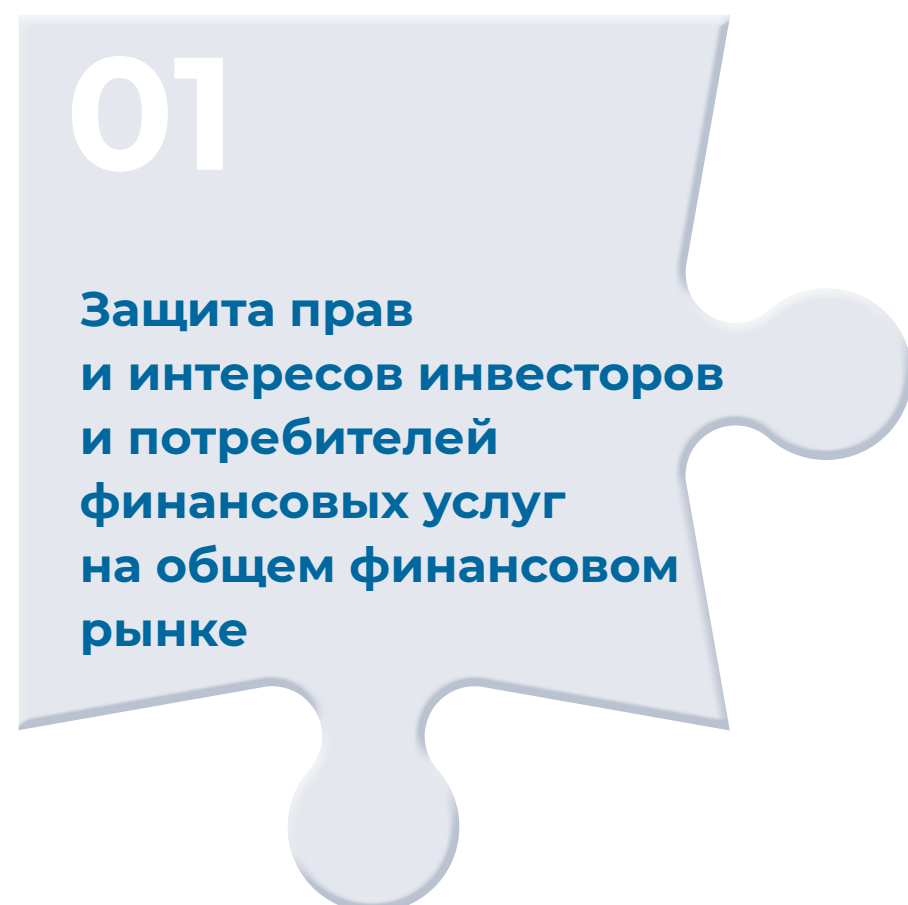 01
Защита прав
и интересов инвесторов
и потребителей
финансовых услуг
на общем финансовом
рынке